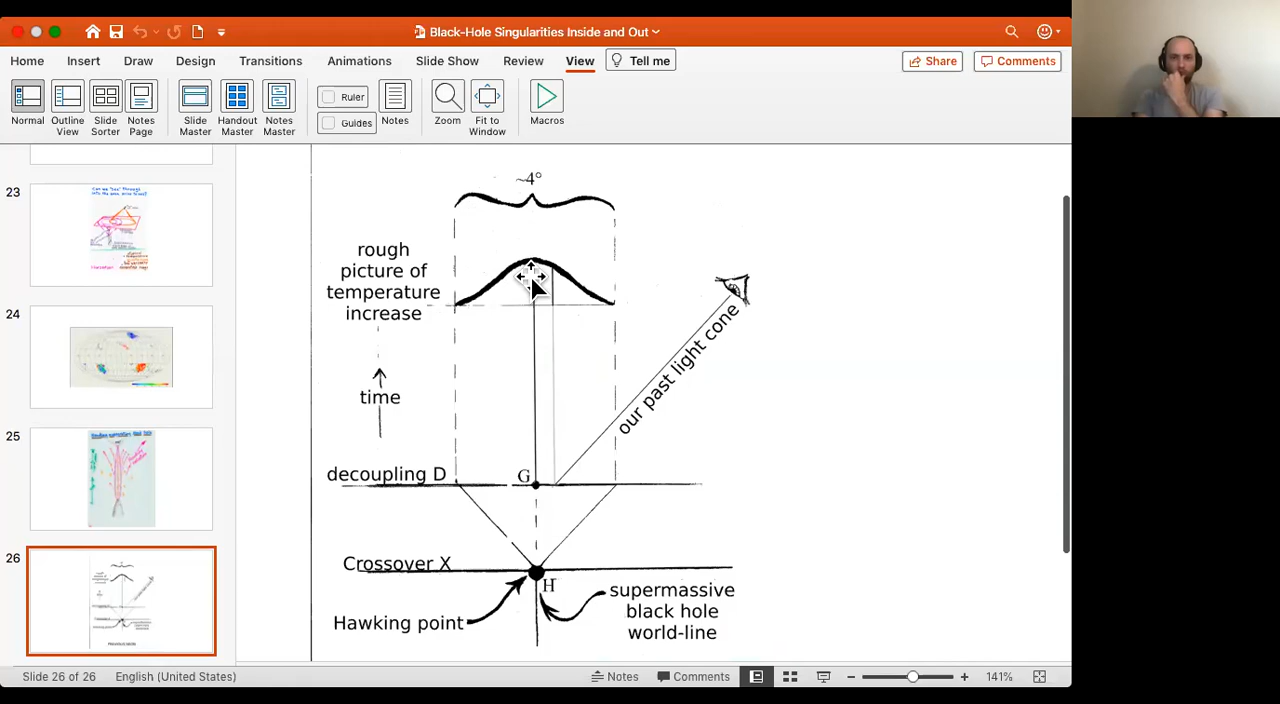 Black-Hole Singularities Inside and Out
Home Insert Draw Design Transitions Animations Slide Show Review View Tell me Share Comments
Normal Outline View Slide Sorter Notes Page Slide Master Handout Master Notes Master Ruler Guides Notes Zoom Fit to Window Macros
23
24
25
26
~4°
rough
picture of
temperature
increase
time
our past light cone
decoupling D
G
Crossover X
H
Hawking point
supermassive
black hole
world-line
Slide 26 of 26 English (United States) Notes Comments 141%